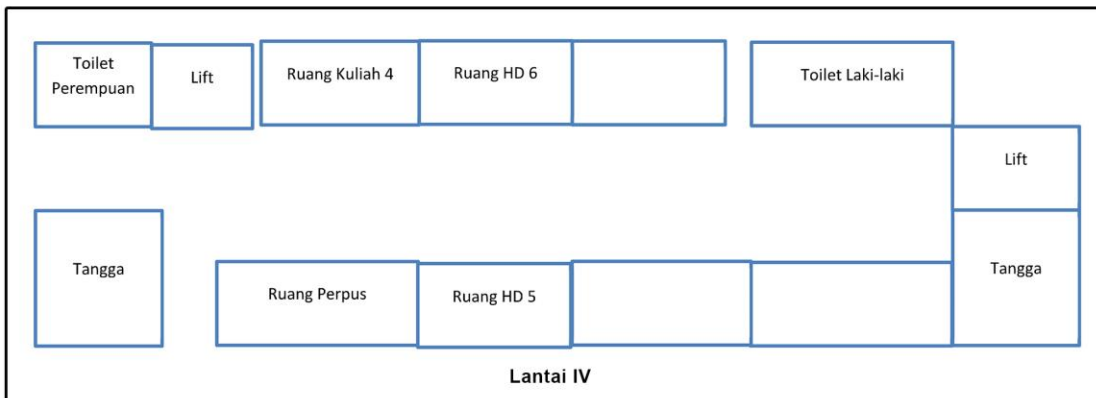 Toilet
Perempuan
Lift
Ruang Kuliah 4
Ruang HD 6
Toilet Laki-laki
Lift
Tangga
Ruang Perpus
Ruang HD 5
Tangga
Lantai IV